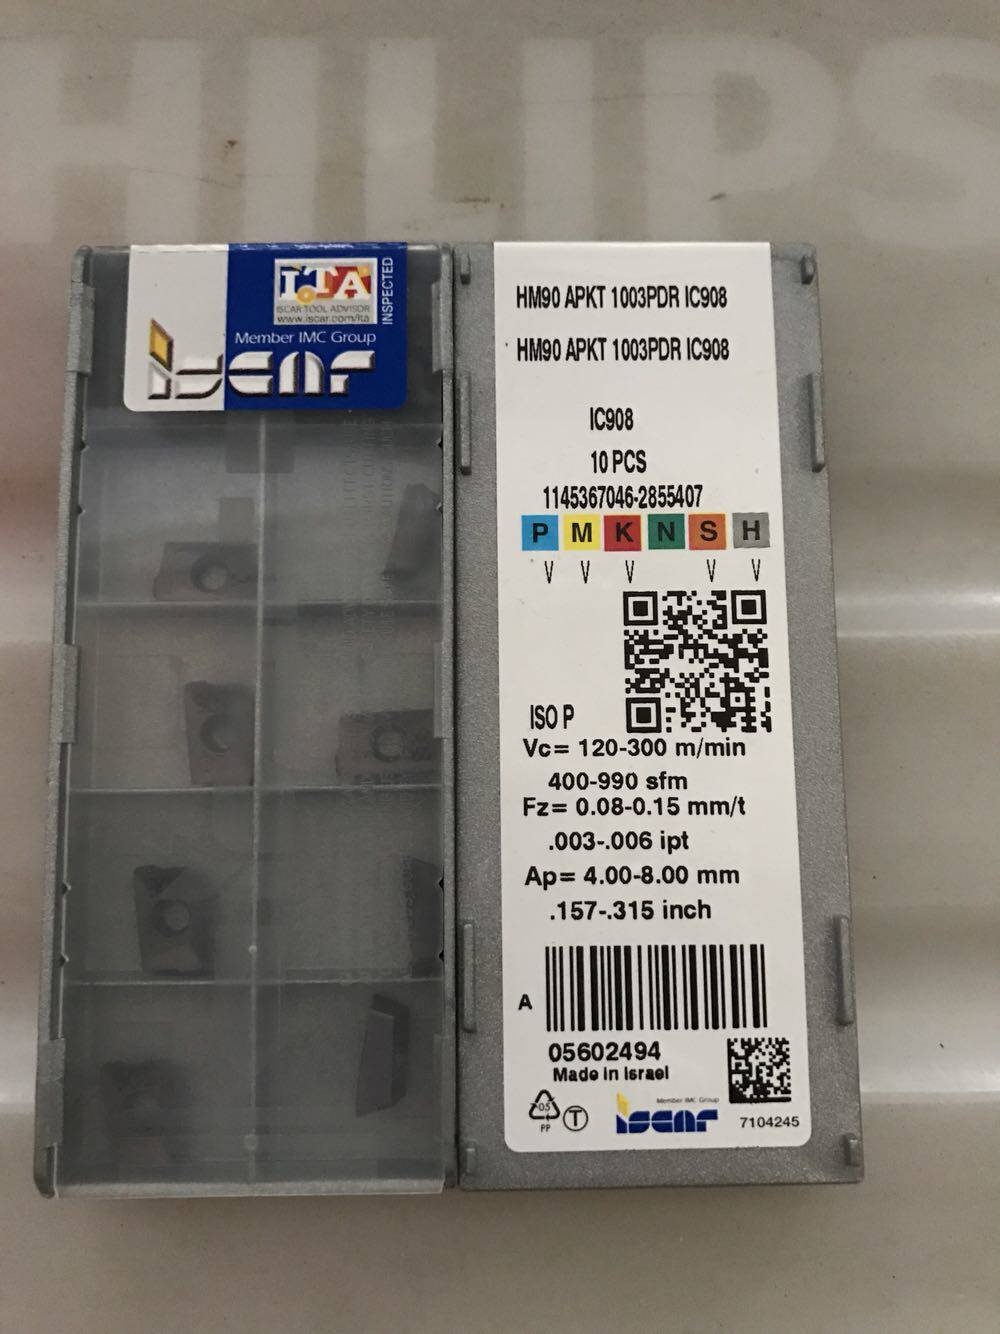 HILIPS
ITA
ISCAR TOOL ADVISOR
www.iscar.com/ita
INSPECTED
Member IMC Group
iscar
HM90 APKT 1003PDR IC908
HM90 APKT 1003PDR IC908
IC908
10 PCS
1145367046-2855407
P M K N S H
V V V V V
ISO P
Vc= 120-300 m/min
400-990 sfm
Fz= 0.08-0.15 mm/t
.003-.006 ipt
Ap= 4.00-8.00 mm
.157-.315 inch
A
05602494
Made in Israel
05
PP
T
Member IMC Group
iscar
7104245